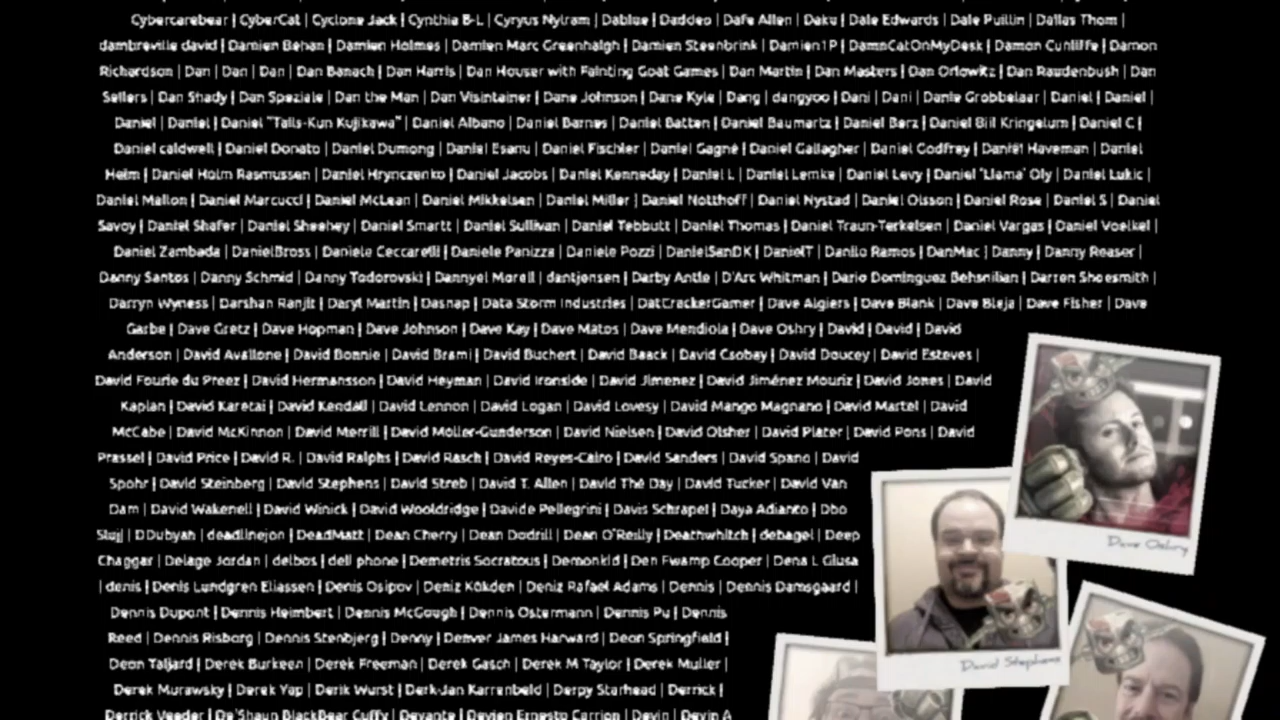 Cybercarebear | CyberCat | Cyclone Jack | Cynthia B-L | Cyryus Nylram | Dablue | Daddeo | Dafe Allen | Daku | Dale Edwards | Dale Puillin | Dallas Thom |
dambreville david | Damien Behan | Damien Holmes | Damien Marc Greenhalgh | Damien Steenbrink | Damien1P | DamnCatOnMyDesk | Damon Cunliffe | Damon
Richardson | Dan | Dan | Dan | Dan Banach | Dan Harris | Dan Houser with Fainting Goat Games | Dan Martin | Dan Masters | Dan Orlowitz | Dan Raudenbush | Dan
Sellers | Dan Shady | Dan Speziale | Dan the Man | Dan Visintainer | Dane Johnson | Dane Kyle | Dang | dangyoo | Dani | Dani | Danie Grobbelaar | Daniel | Daniel |
Daniel | Daniel | Daniel "Tails-Kun Kujikawa" | Daniel Albano | Daniel Barnes | Daniel Batten | Daniel Baumartz | Daniel Berz | Daniel Bill Kringelum | Daniel C |
Daniel caldwell | Daniel Donato | Daniel Dumong | Daniel Esanu | Daniel Fischler | Daniel Gagné | Daniel Gallagher | Daniel Godfrey | Daniel Haveman | Daniel
Heim | Daniel Holm Rasmussen | Daniel Hrynczenko | Daniel Jacobs | Daniel Kenneday | Daniel L | Daniel Lemke | Daniel Levy | Daniel 'Llama' Oly | Daniel Lukic |
Daniel Mallon | Daniel Marcucci | Daniel McLean | Daniel Mikkelsen | Daniel Miller | Daniel Notthoff | Daniel Nystad | Daniel Olsson | Daniel Rose | Daniel S | Daniel
Savoy | Daniel Shafer | Daniel Sheehey | Daniel Smartt | Daniel Sullivan | Daniel Tebbutt | Daniel Thomas | Daniel Traun-Terkelsen | Daniel Vargas | Daniel Voelkel |
Daniel Zambada | DanielBross | Daniele Ceccarelli | Daniele Panizza | Daniele Pozzi | DanielSanDK | DanielT | Danilo Ramos | DanMac | Danny | Danny Reaser |
Danny Santos | Danny Schmid | Danny Todorovski | Dannyel Morell | dantjensen | Darby Antle | D'Arc Whitman | Dario Dominguez Behsnilian | Darren Shoesmith |
Darryn Wyness | Darshan Ranjit | Daryl Martin | Dasnap | Data Storm Industries | DatCrackerGamer | Dave Algiers | Dave Blank | Dave Bleja | Dave Fisher | Dave
Garbe | Dave Gretz | Dave Hopman | Dave Johnson | Dave Kay | Dave Matos | Dave Mendiola | Dave Oshry | David | David | David
Anderson | David Avallone | David Bonnie | David Brami | David Buchert | David Baack | David Csobay | David Doucey | David Esteves |
David Fourie du Preez | David Hermansson | David Heyman | David Ironside | David Jimenez | David Jiménez Mouriz | David Jones | David
Kaplan | David Karetai | David Kendall | David Lennon | David Logan | David Lovesy | David Mango Magnano | David Martel | David
McCabe | David McKinnon | David Merrill | David Moller-Gunderson | David Nielsen | David Olsher | David Plater | David Pons | David
Prassel | David Price | David R. | David Ralphs | David Rasch | David Reyes-Cairo | David Sanders | David Spano | David
Spohr | David Steinberg | David Stephens | David Streb | David T. Allen | David The Day | David Tucker | David Van
Dam | David Wakenell | David Winick | David Wooldridge | Davide Pellegrini | Davis Schrapel | Daya Adianto | Dbo
DDubyah | deadlinejon | DeadMatt | Dean Cherry | Dean Dodrill | Dean O'Reilly | Deathwhitch | debagel | Deep
Chaggar | Delage Jordan | delbos | dell phone | Demetris Socratous | Demonkid | Den Fwamp Cooper | Dena L Giusa
| denis | Denis Lundgren Eliassen | Denis Osipov | Deniz Kökden | Deniz Rafael Adams | Dennis | Dennis Damsgaard |
Dennis Dupont | Dennis Heimbert | Dennis McGough | Dennis Ostermann | Dennis Pu | Dennis
Reed | Dennis Risborg | Dennis Stenbjerg | Denny | Denver James Harward | Deon Springfield |
Deon Taljard | Derek Burkeen | Derek Freeman | Derek Gasch | Derek M Taylor | Derek Muller |
Derek Murawsky | Derek Yap | Derik Wurst | Derk-Jan Karrenbeld | Derpy Starhead | Derrick |
Derrick Veeder | De'Shaun BlackBear Cuffy | Devante | Devien Ernesto Carrion | Devin | Devin A
Dave Oshry
David Stephens